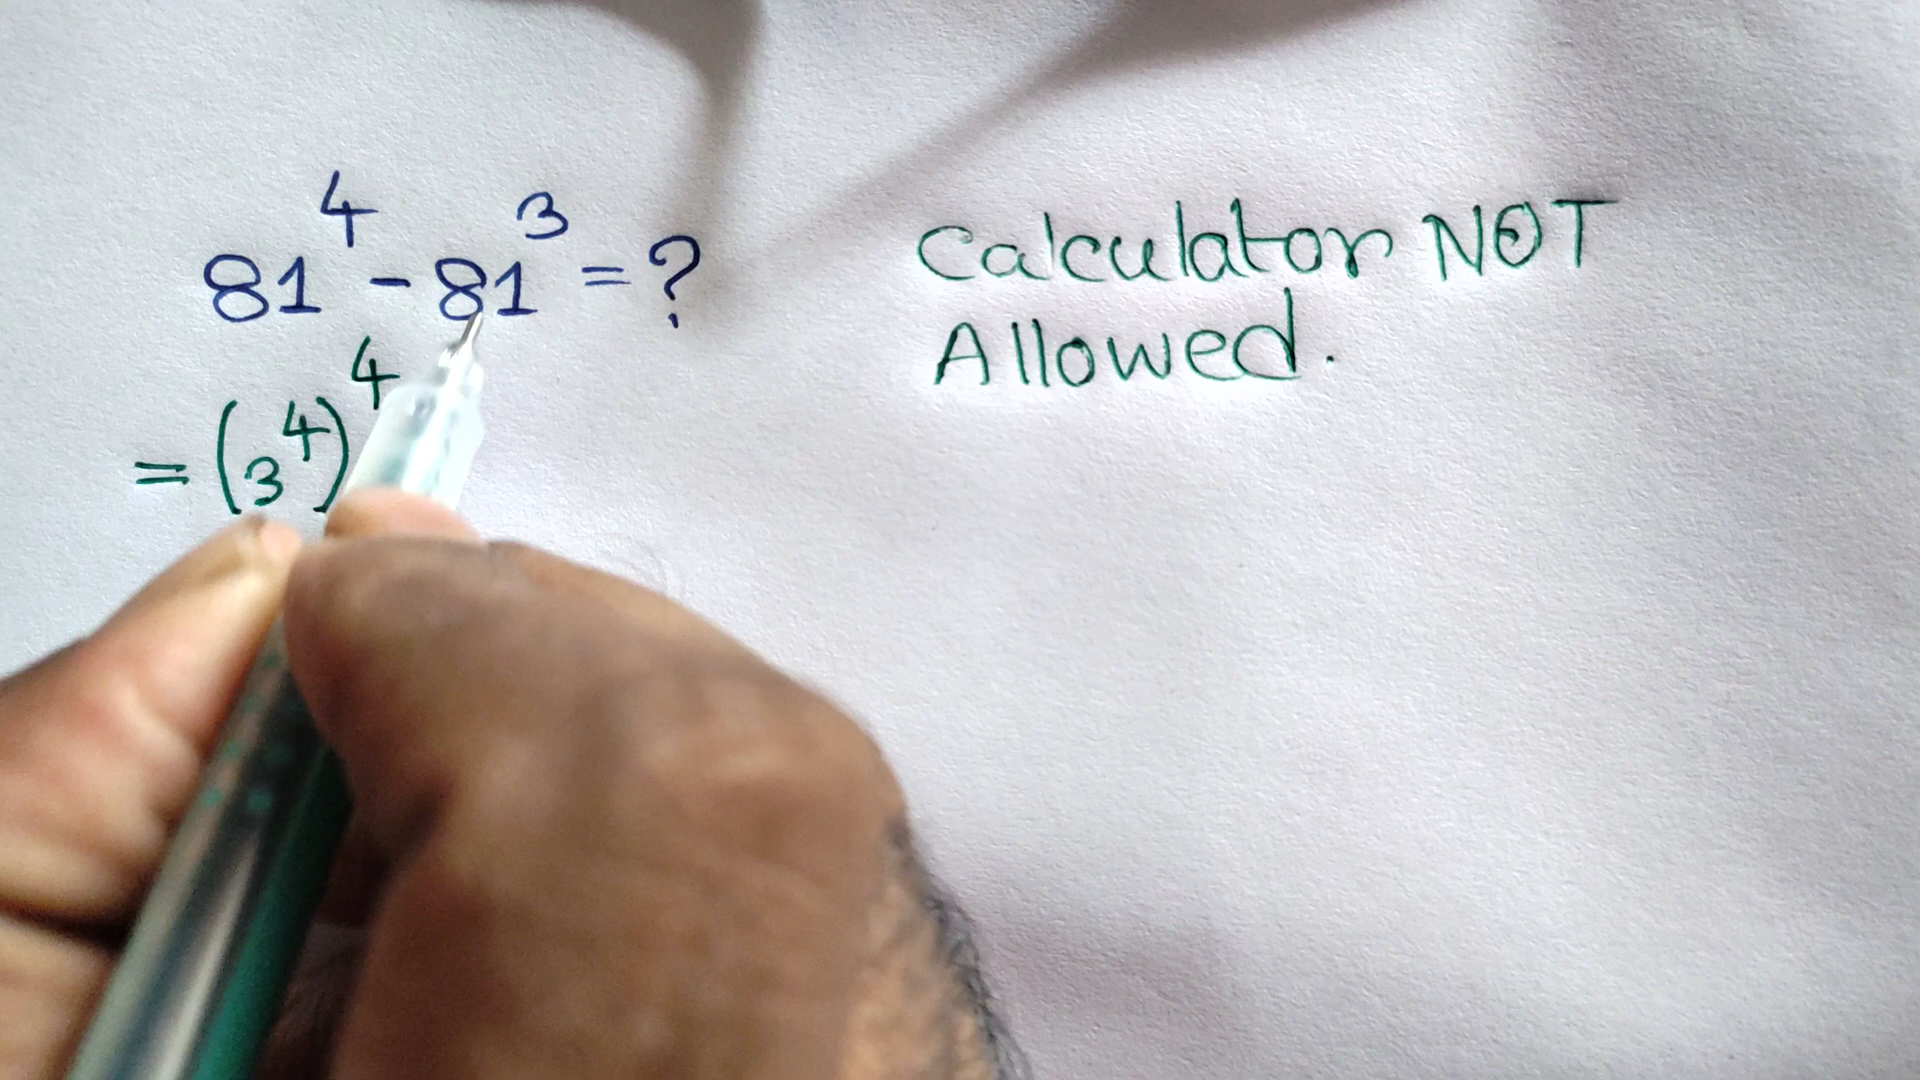 81⁴ - 81³ = ?
Calculator NOT
Allowed.
= (3⁴)⁴